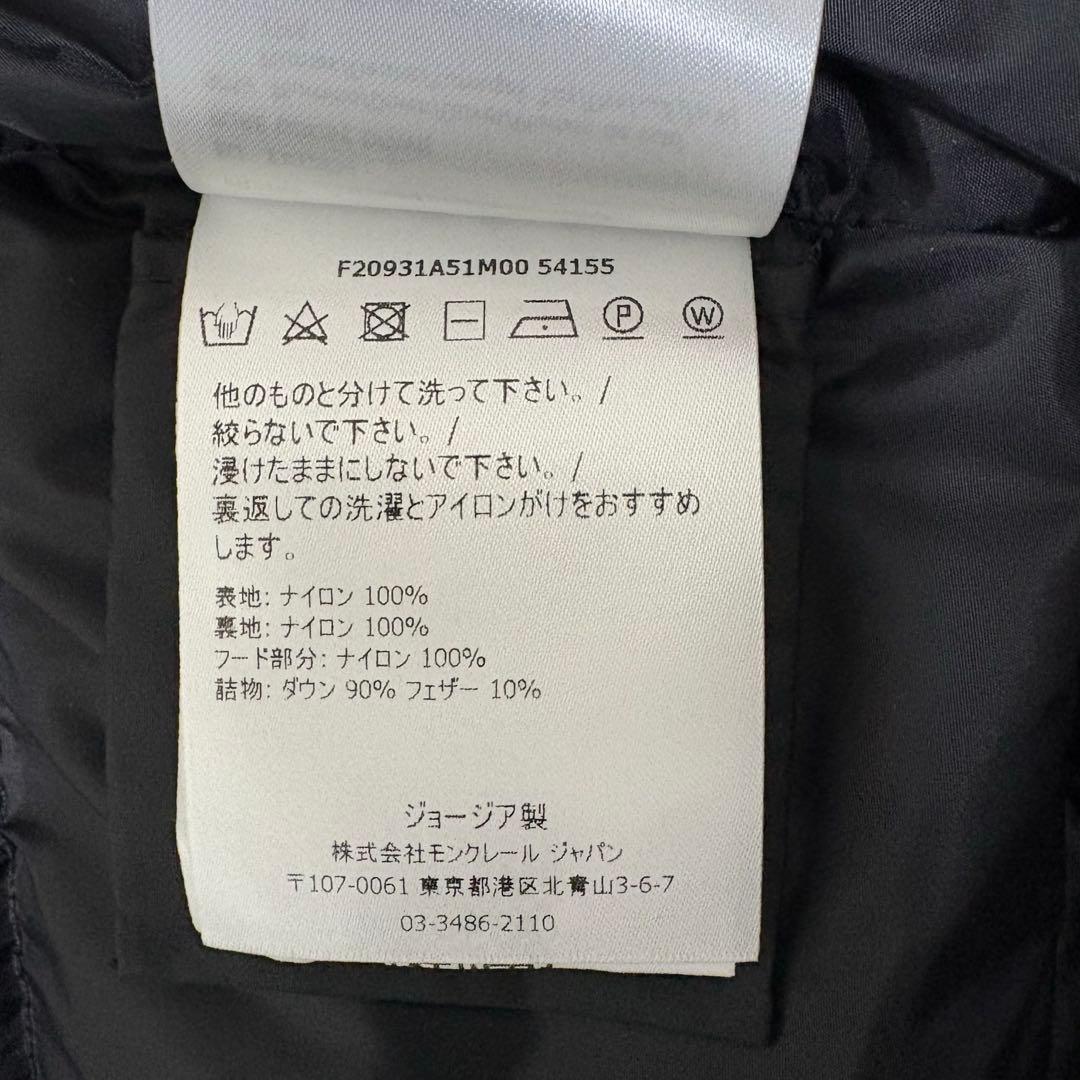 F20931A51M00 54155
P W
他のものと分けて洗って下さい。/
絞らないで下さい。/
浸けたままにしないで下さい。/
裏返しての洗濯とアイロンがけをおすすめ
します。
表地: ナイロン 100%
裏地: ナイロン 100%
フード部分: ナイロン 100%
詰物: ダウン 90% フェザー 10%
ジョージア製
株式会社モンクレール ジャパン
〒107-0061 東京都港区北青山3-6-7
03-3486-2110